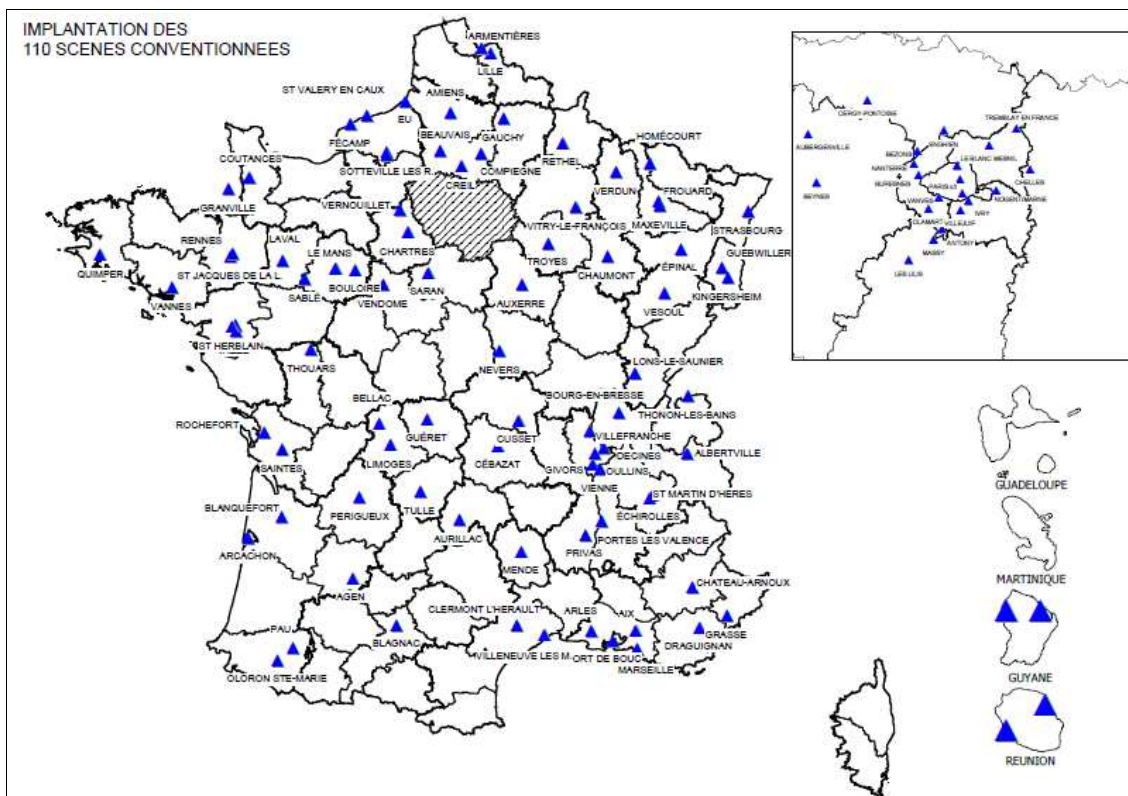 IMPLANTATION DES
110 SCENES CONVENTIONNEES
ARMENTIÈRES
LILLE
ST VALERY EN CAUX
AMIENS
EU
FÉCAMP
BEAUVAIS
GAUCHY
HOMÉCOURT
RETHEL
COUTANCES
SOTTEVILLE LES R.
CREIL
COMPIEGNE
VERDUN
FROUARD
GRANVILLE
VERNOUILLET
VITRY-LE-FRANÇOIS
MAXEVILLE
STRASBOURG
RENNES
LAVAL
LE MANS
CHARTRES
TROYES
CHAUMONT
ÉPINAL
GUEBWILLER
QUIMPER
ST JACQUES DE LA L.
SABLÉ
BOULOIRE
SARAN
VENDOME
AUXERRE
KINGERSHEIM
VANNES
VESOUL
ST HERBLAIN
THOUARS
NEVERS
LONS-LE-SAUNIER
BELLAC
BOURG-EN-BRESSE
THONON-LES-BAINS
ROCHEFORT
GUÉRET
CUSSET
VILLEFRANCHE
SAINTES
LIMOGES
CÉBAZAT
DECINES
ALBERTVILLE
GIVORS
OULLINS
VIENNE
ST MARTIN D'HERES
BLANQUEFORT
PERIGUEUX
TULLE
ÉCHIROLLES
AURILLAC
PORTES LES VALENCE
ARCACHON
PRIVAS
MENDE
AGEN
CHATEAU-ARNOUX
CLERMONT L'HERAULT
ARLES
AIX
PAU
BLAGNAC
GRASSE
DRAGUIGNAN
VILLENEUVE LES M.
ORT DE BOUC
MARSEILLE
OLORON STE-MARIE
CERGY-PONTOISE
TREMBLAY EN FRANCE
AUBERGENVILLE
ENGHIEN
BEZONS
LE BLANC MESNIL
NANTERRE
SURESNES
CHELLES
BEYNES
VANVES
NOGENT/MARNE
IVRY
CLAMART
VILLEJUIF
ANTONY
MASSY
LES ULIS
GUADELOUPE
MARTINIQUE
GUYANE
REUNION